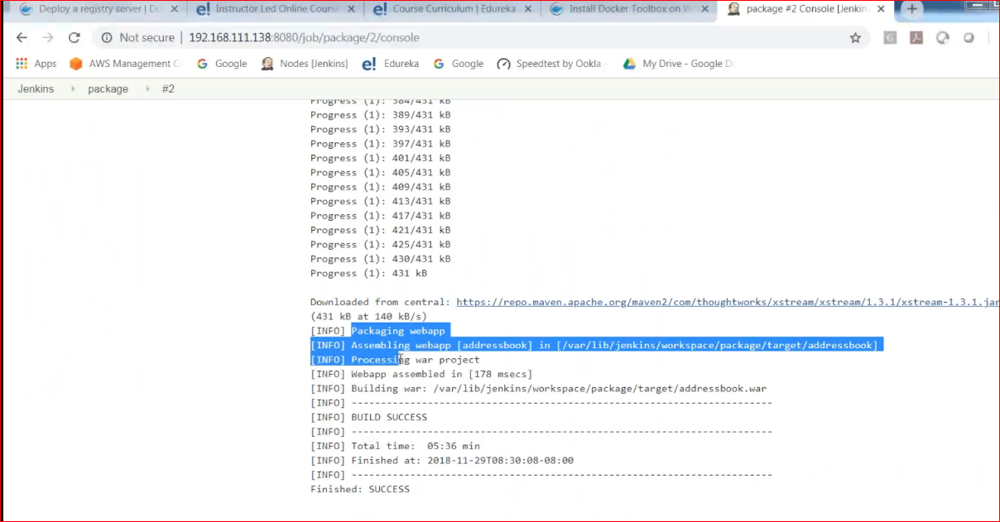 Deploy a registry server | Do
Instructor Led Online Course
Course Curriculum | Edureka
Install Docker Toolbox on W
package #2 Console [Jenkin
Not secure | 192.168.111.138:8080/job/package/2/console
Apps
AWS Management C
Google
Nodes [Jenkins]
Edureka
Google
Speedtest by Ookla -
My Drive - Google Dr
Jenkins
package
#2
Progress (1): 384/431 kB
Progress (1): 389/431 kB
Progress (1): 393/431 kB
Progress (1): 397/431 kB
Progress (1): 401/431 kB
Progress (1): 405/431 kB
Progress (1): 409/431 kB
Progress (1): 413/431 kB
Progress (1): 417/431 kB
Progress (1): 421/431 kB
Progress (1): 425/431 kB
Progress (1): 430/431 kB
Progress (1): 431 kB
Downloaded from central: https://repo.maven.apache.org/maven2/com/thoughtworks/xstream/xstream/1.3.1/xstream-1.3.1.jar
(431 kB at 140 kB/s)
[INFO] Packaging webapp
[INFO] Assembling webapp [addressbook] in [/var/lib/jenkins/workspace/package/target/addressbook]
[INFO] Processing war project
[INFO] Webapp assembled in [178 msecs]
[INFO] Building war: /var/lib/jenkins/workspace/package/target/addressbook.war
[INFO] ------------------------------------------------------------------------
[INFO] BUILD SUCCESS
[INFO] ------------------------------------------------------------------------
[INFO] Total time:  05:36 min
[INFO] Finished at: 2018-11-29T08:30:08-08:00
[INFO] ------------------------------------------------------------------------
Finished: SUCCESS